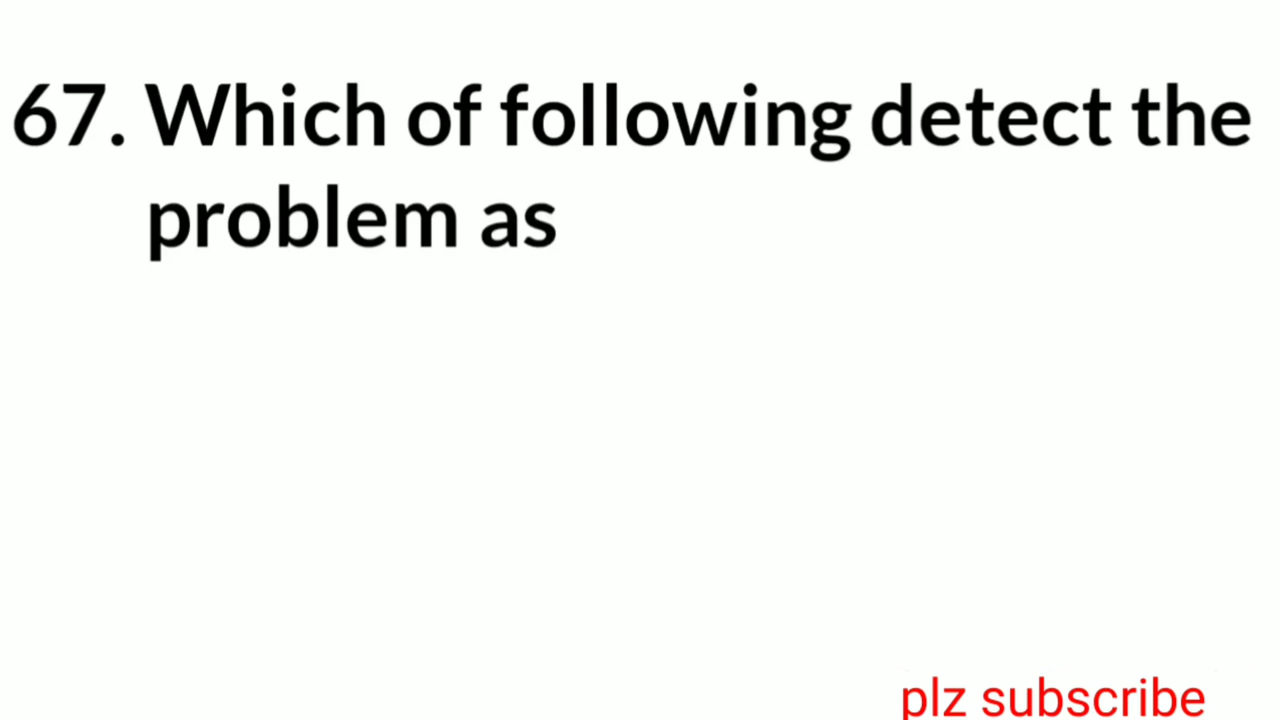 67. Which of following detect the
problem as
plz subscribe